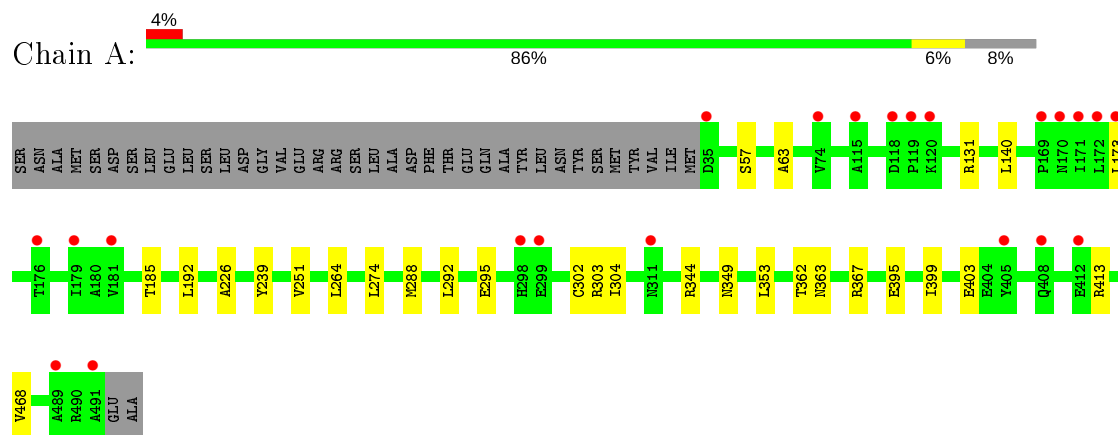 4%
Chain A:
86% 6% 8%
SER ASN ALA MET SER ASP SER LEU GLU LEU SER LEU ASP GLY VAL GLU ARG ARG SER LEU ALA ASP PHE THR GLU GLN ALA TYR LEU ASN TYR SER MET TYR VAL ILE MET D35 S57 A63 V74 A115 D118 P119 K120 R131 L140 P169 N170 I171 L172 L173
T176 I179 A180 V181 T185 L192 A226 Y239 V251 L264 L274 M288 L292 E295 H298 E299 C302 R303 I304 N311 R344 N349 L353 T362 N363 R367 E395 I399 E403 E404 Y405 Q408 E412 R413
V468 A489 R490 A491 GLU ALA